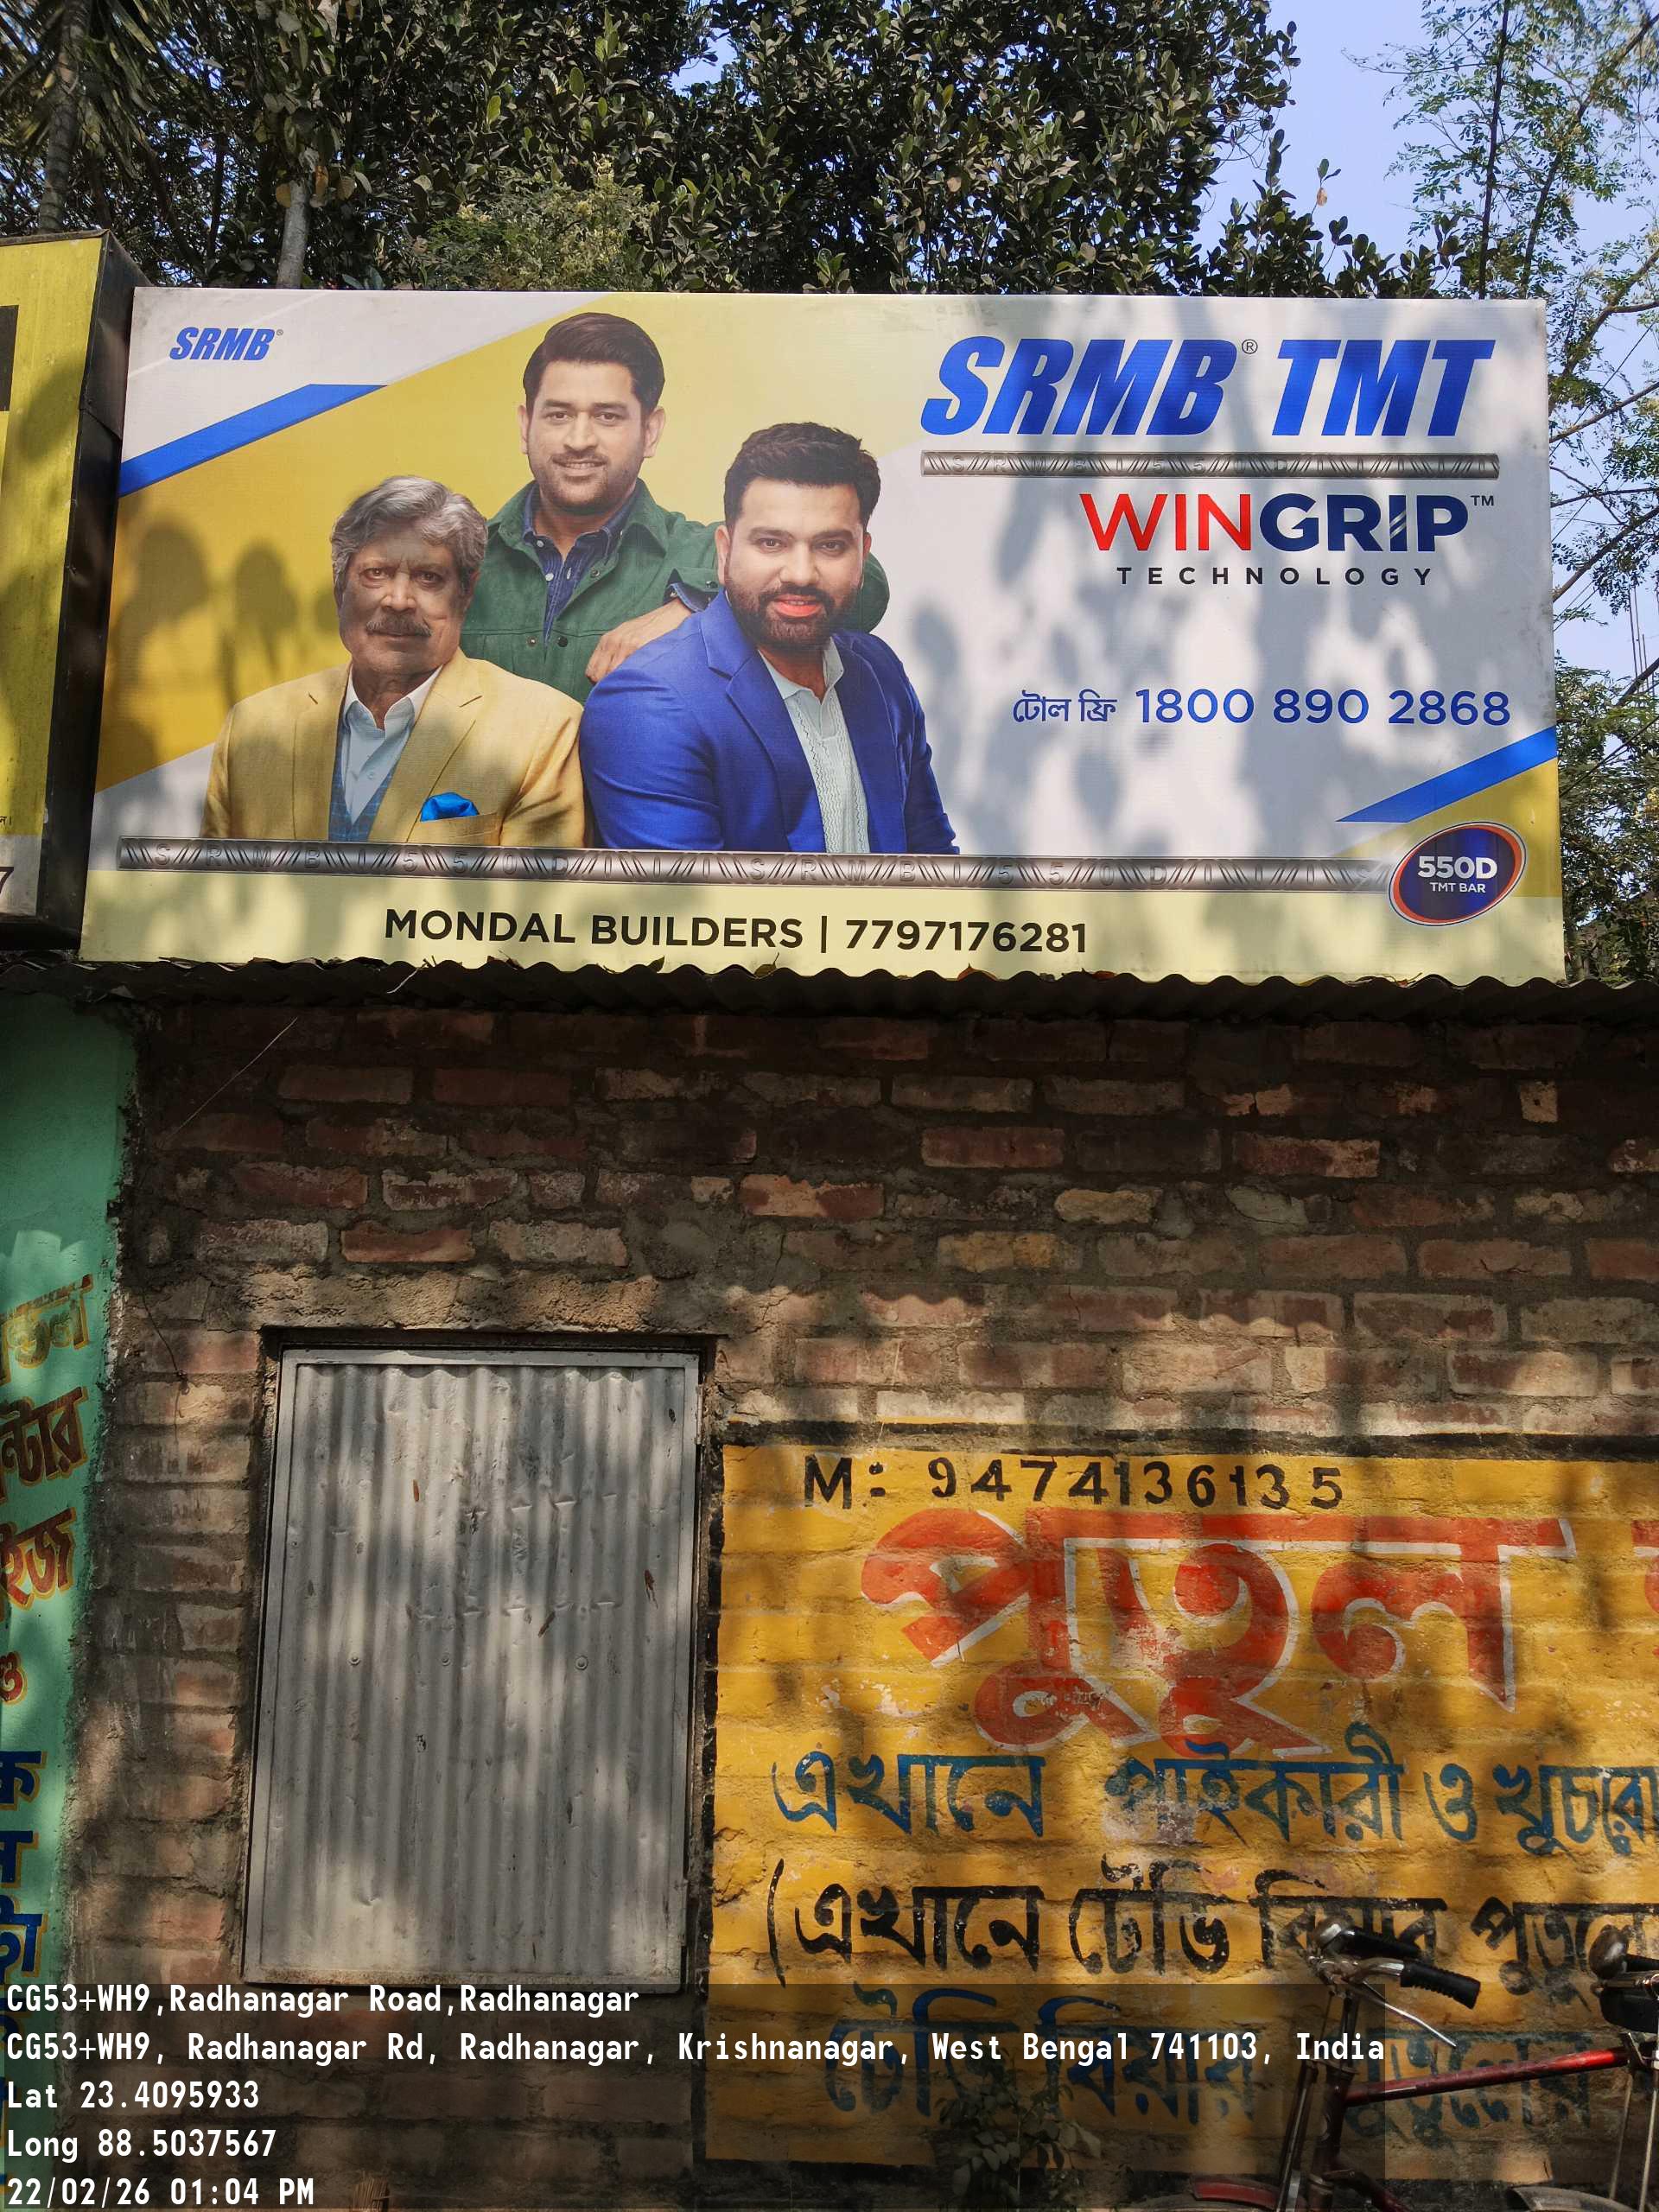 SRMB®
SRMB® TMT
WINGRIP™
TECHNOLOGY
টোল ফ্রি 1800 890 2868
550D
TMT BAR
MONDAL BUILDERS | 7797176281
M: 9474136135
পুতুল
এখানে পাইকারী ও খুচরো
(এখানে টেডি বিয়ার পুতুলে
টেডি বিয়ার পুতুলের
CG53+WH9,Radhanagar Road,Radhanagar
CG53+WH9, Radhanagar Rd, Radhanagar, Krishnanagar, West Bengal 741103, India
Lat 23.4095933
Long 88.5037567
22/02/26 01:04 PM